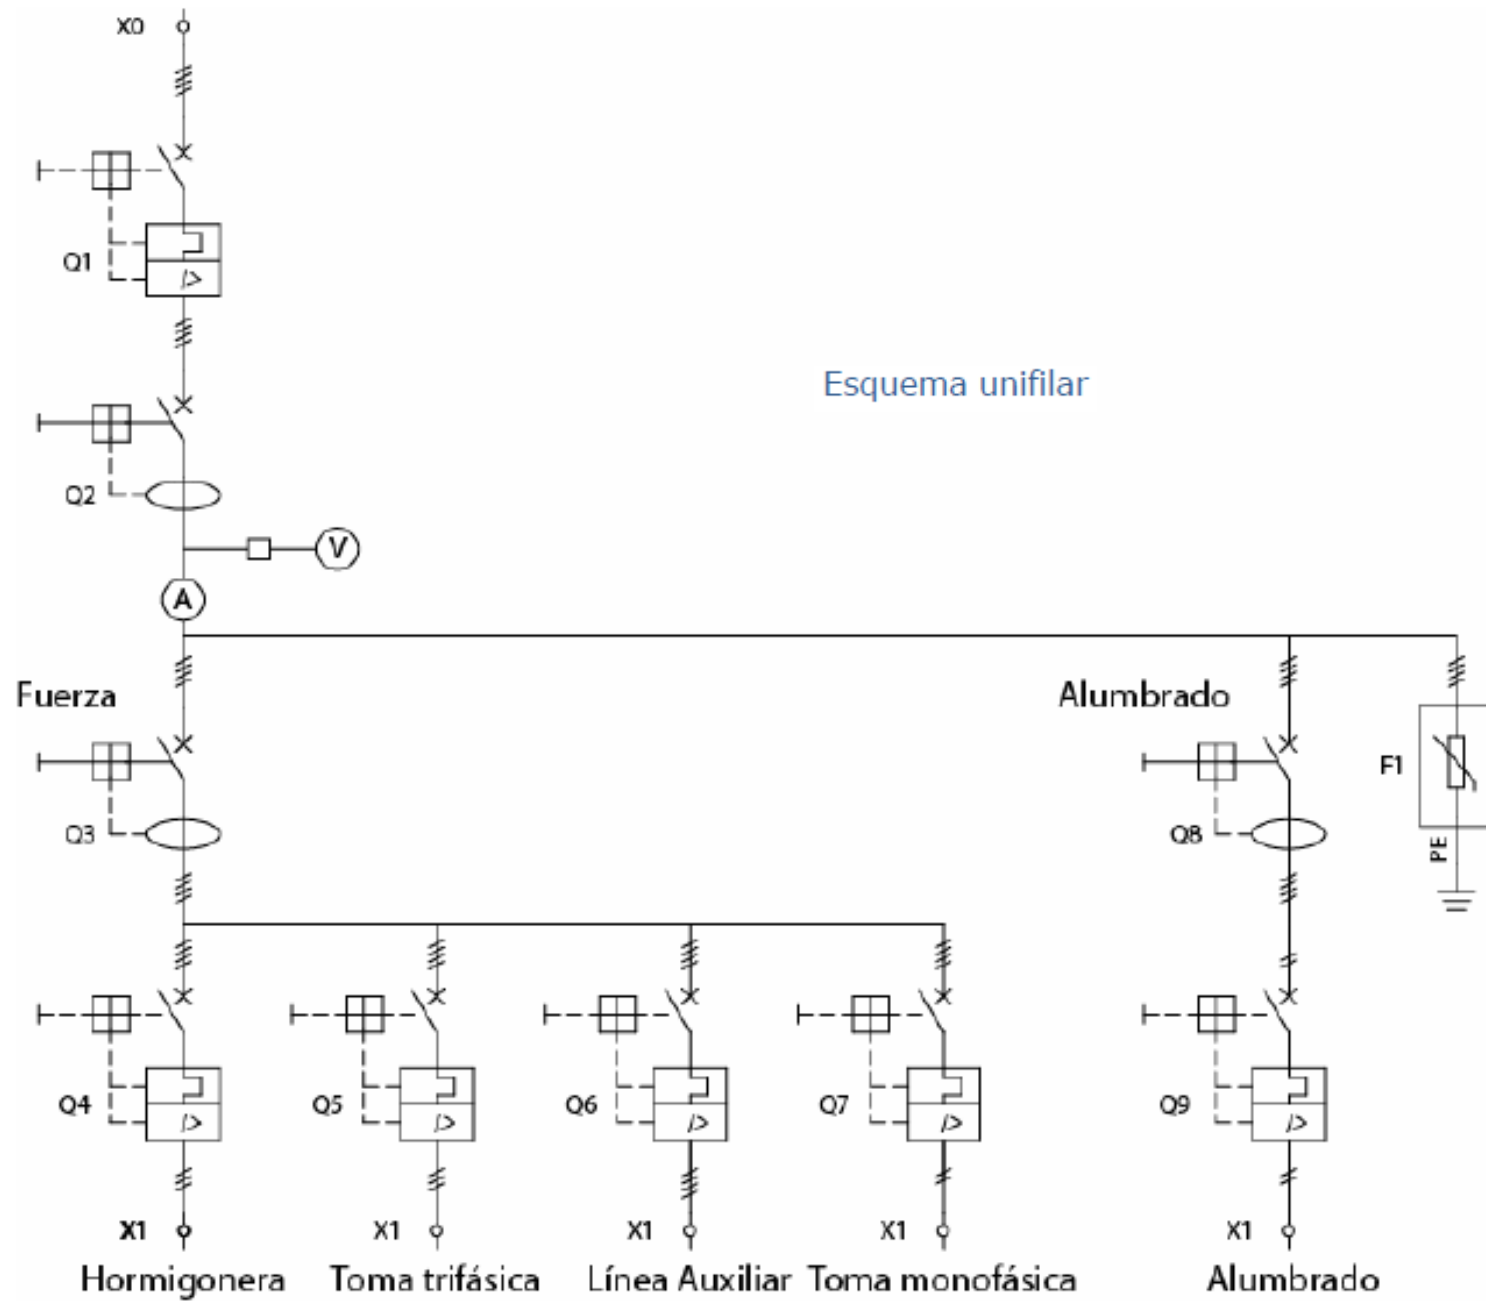 X0
Q1
Esquema unifilar
Q2
V
A
Fuerza
Alumbrado
F1
Q3
Q8
PE
Q4
Q5
Q6
Q7
Q9
I>
I>
I>
I>
I>
I>
X1
X1
X1
X1
X1
Hormigonera
Toma trifásica
Línea Auxiliar
Toma monofásica
Alumbrado